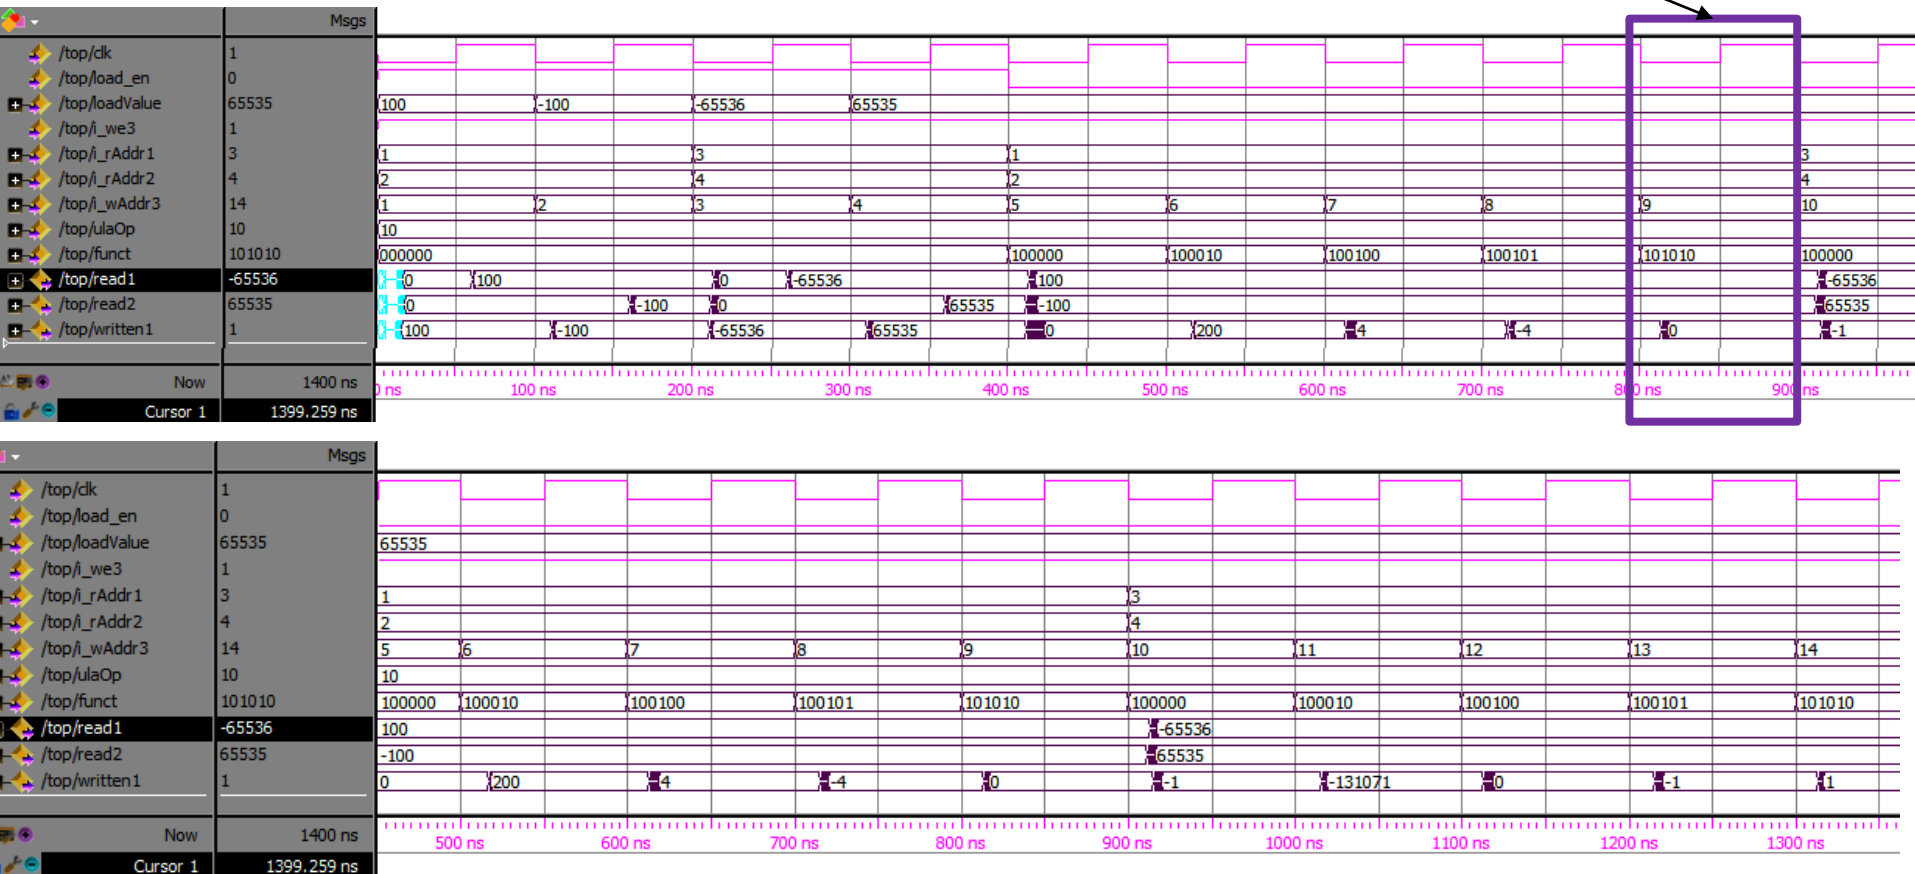 Msgs
/top/clk 1
/top/load_en 0
/top/loadValue 65535 100 -100 -65536 65535
/top/i_we3 1
/top/i_rAddr1 3 1 3 1 3
/top/i_rAddr2 4 2 4 2 4
/top/i_wAddr3 14 1 2 3 4 5 6 7 8 9 10
/top/ulaOp 10 10
/top/funct 101010 000000 100000 100010 100100 100101 101010 100000
/top/read1 -65536 0 100 0 -65536 100 -65536
/top/read2 65535 0 -100 0 65535 -100 65535
/top/written1 1 100 -100 -65536 65535 0 200 4 -4 0 -1
Now 1400 ns
ns 100 ns 200 ns 300 ns 400 ns 500 ns 600 ns 700 ns 800 ns 900 ns
Cursor 1 1399.259 ns
Msgs
/top/clk 1
/top/load_en 0
/top/loadValue 65535 65535
/top/i_we3 1
/top/i_rAddr1 3 1 3
/top/i_rAddr2 4 2 4
/top/i_wAddr3 14 5 6 7 8 9 10 11 12 13 14
/top/ulaOp 10 10
/top/funct 101010 100000 100010 100100 100101 101010 100000 100010 100100 100101 101010
/top/read1 -65536 100 -65536
/top/read2 65535 -100 65535
/top/written1 1 0 200 4 -4 0 -1 -131071 0 -1 1
Now 1400 ns
500 ns 600 ns 700 ns 800 ns 900 ns 1000 ns 1100 ns 1200 ns 1300 ns
Cursor 1 1399.259 ns